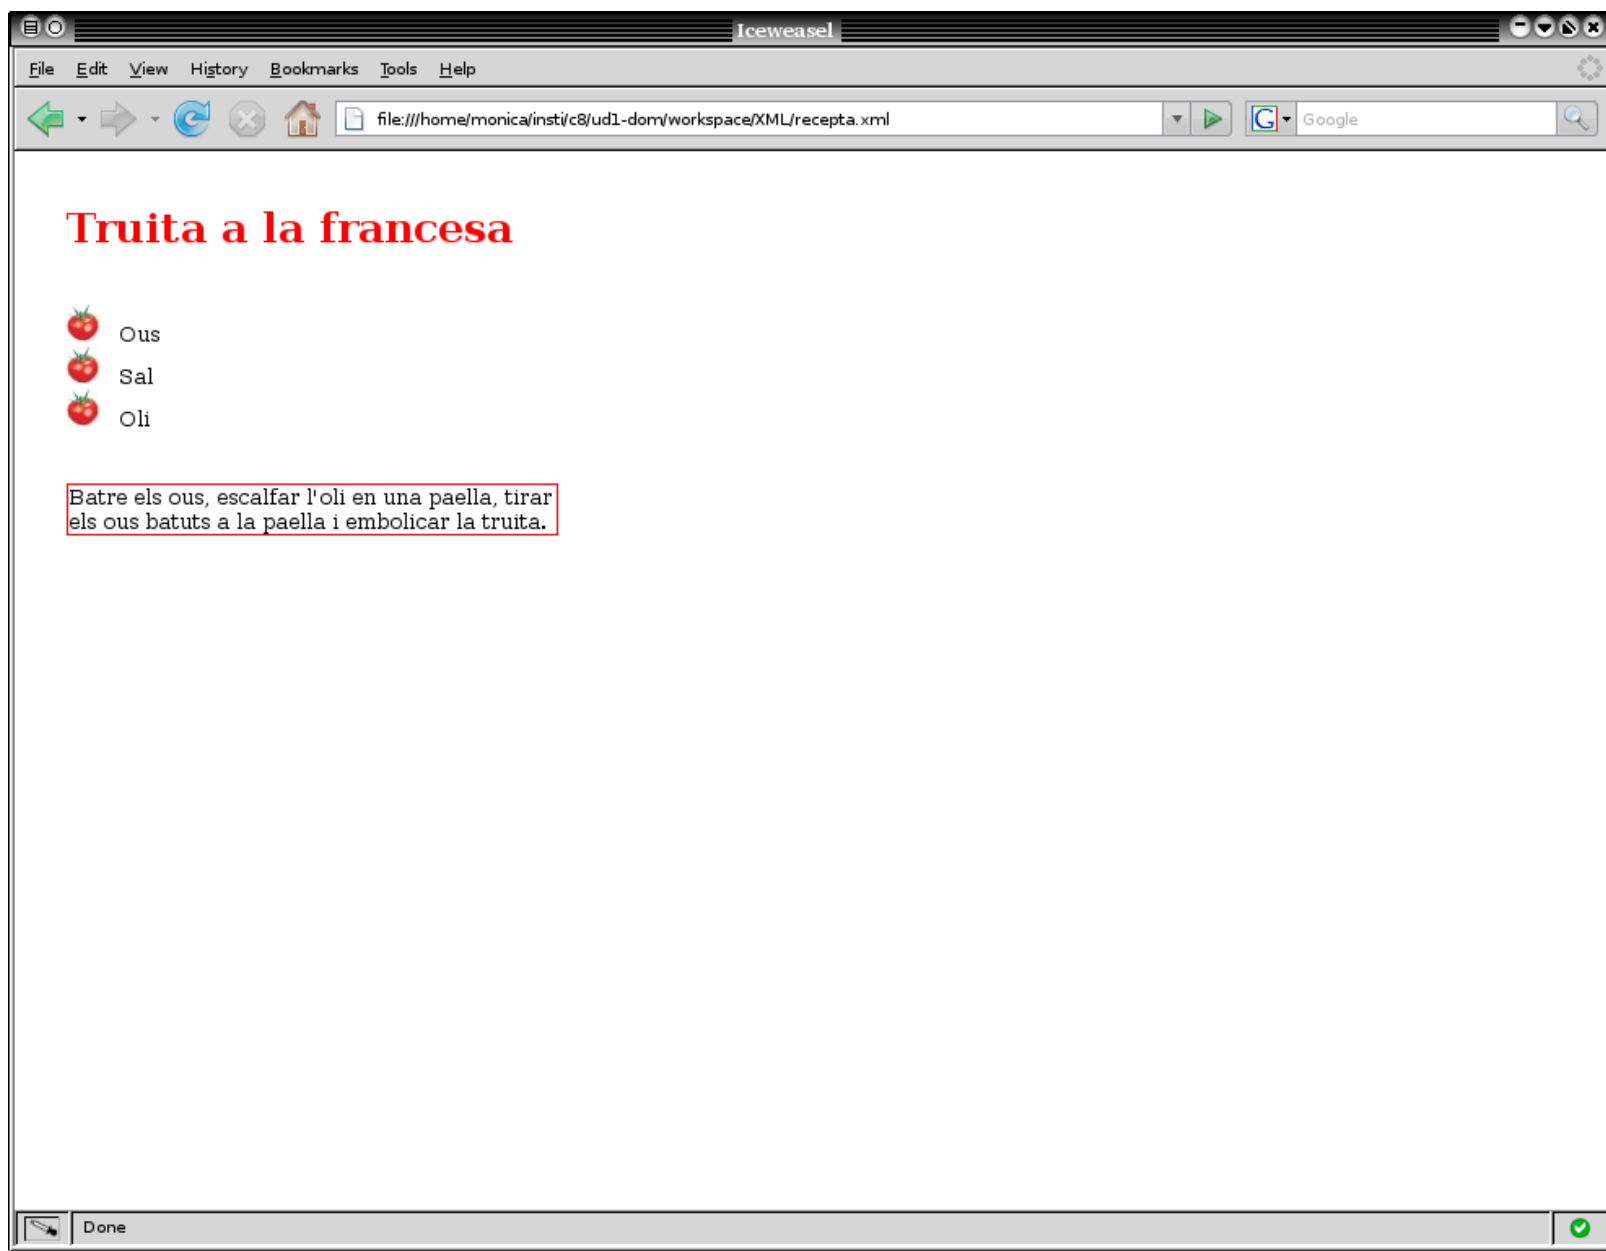 Iceweasel
File Edit View History Bookmarks Tools Help
file:///home/monica/insti/c8/ud1-dom/workspace/XML/recepta.xml
G Google
Truita a la francesa
Ous
Sal
Oli
Batre els ous, escalfar l'oli en una paella, tirar
els ous batuts a la paella i embolicar la truita.
Done